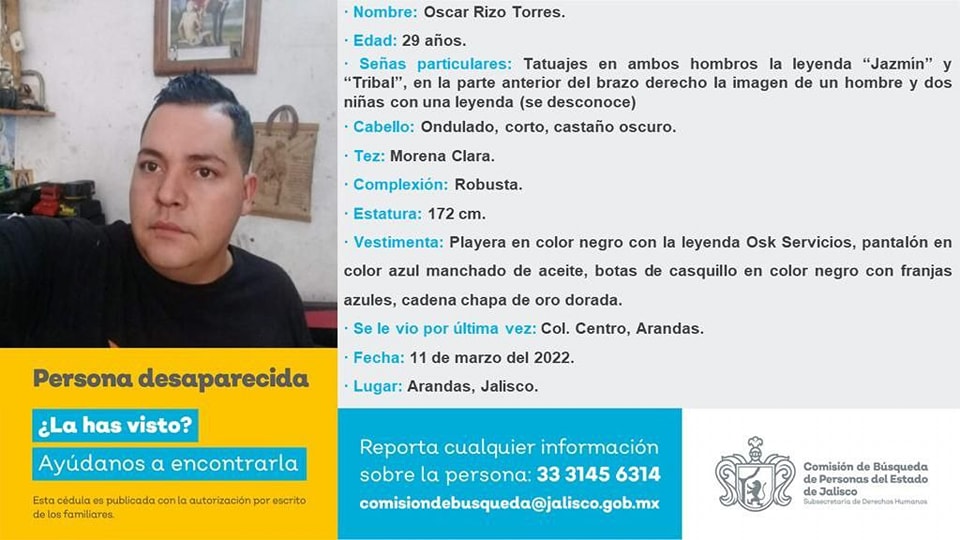 · Nombre: Oscar Rizo Torres.
· Edad: 29 años.
· Señas particulares: Tatuajes en ambos hombros la leyenda “Jazmín” y
“Tribal”, en la parte anterior del brazo derecho la imagen de un hombre y dos
niñas con una leyenda (se desconoce)
· Cabello: Ondulado, corto, castaño oscuro.
· Tez: Morena Clara.
· Complexión: Robusta.
· Estatura: 172 cm.
· Vestimenta: Playera en color negro con la leyenda Osk Servicios, pantalón en
color azul manchado de aceite, botas de casquillo en color negro con franjas
azules, cadena chapa de oro dorada.
· Se le vio por última vez: Col. Centro, Arandas.
· Fecha: 11 de marzo del 2022.
· Lugar: Arandas, Jalisco.
Persona desaparecida
¿La has visto?
Ayúdanos a encontrarla
Esta cédula es publicada con la autorización por escrito
de los familiares.
Reporta cualquier información
sobre la persona: 33 3145 6314
comisiondebusqueda@jalisco.gob.mx
Comisión de Búsqueda
de Personas del Estado
de Jalisco
Subsecretaría de Derechos Humanos